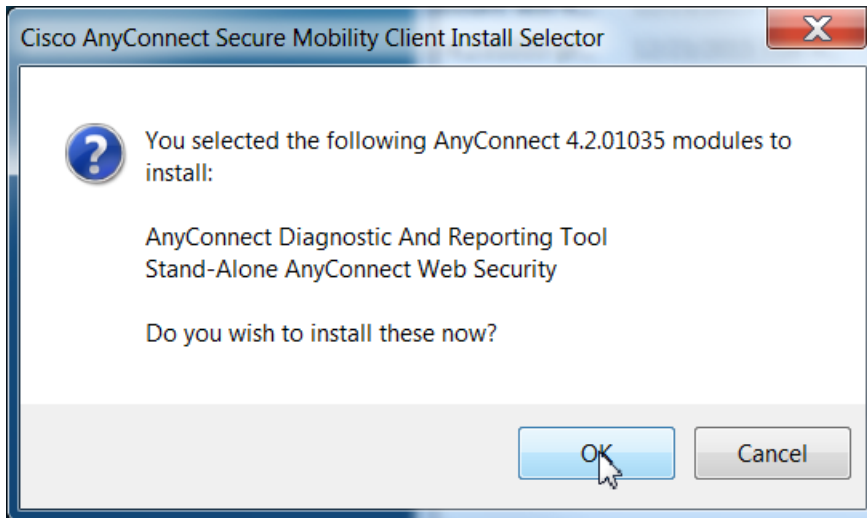 Cisco AnyConnect Secure Mobility Client Install Selector
You selected the following AnyConnect 4.2.01035 modules to
install:
AnyConnect Diagnostic And Reporting Tool
Stand-Alone AnyConnect Web Security
Do you wish to install these now?
OK
Cancel